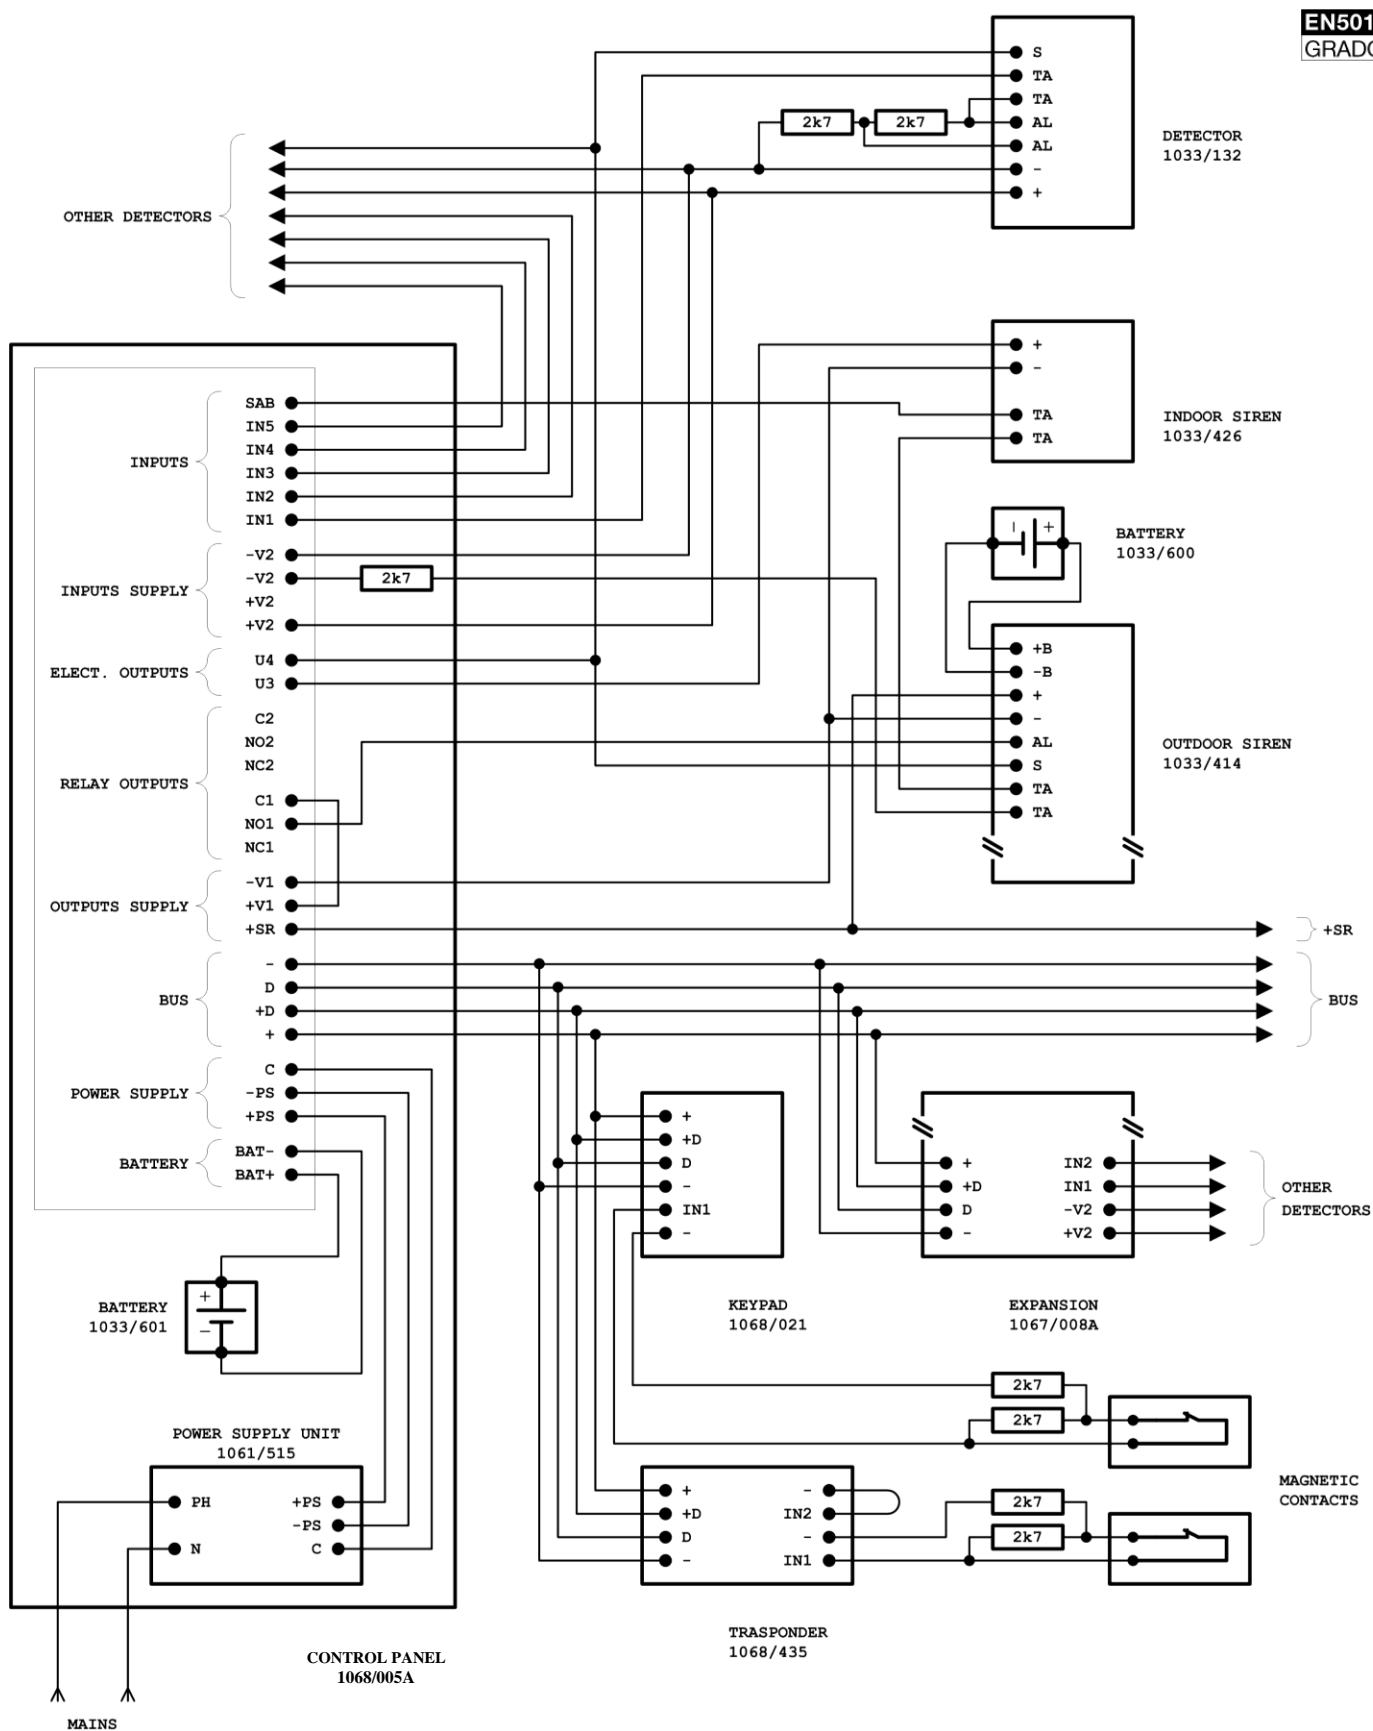 EN501
GRADO
S
TA
TA
2k7 2k7 AL
AL
-
+
DETECTOR
1033/132
OTHER DETECTORS
+
-
TA
TA
INDOOR SIREN
1033/426
INPUTS
SAB
IN5
IN4
IN3
IN2
IN1
INPUTS SUPPLY
-V2
-V2 2k7
+V2
+V2
ELECT. OUTPUTS
U4
U3
RELAY OUTPUTS
C2
NO2
NC2
C1
NO1
NC1
OUTPUTS SUPPLY
-V1
+V1
+SR
BUS
-
D
+D
+
POWER SUPPLY
C
-PS
+PS
BATTERY
BAT-
BAT+
- +
BATTERY
1033/600
+B
-B
+
-
AL
S
TA
TA
OUTDOOR SIREN
1033/414
+SR
BUS
+
+D
D
-
IN1
-
KEYPAD
1068/021
+ IN2
+D IN1
D -V2
- +V2
OTHER
DETECTORS
EXPANSION
1067/008A
+
-
BATTERY
1033/601
2k7
2k7
POWER SUPPLY UNIT
1061/515
PH +PS
-PS
N C
+ -
+D IN2
D -
- IN1
2k7
2k7
MAGNETIC
CONTACTS
TRASPONDER
1068/435
CONTROL PANEL
1068/005A
MAINS